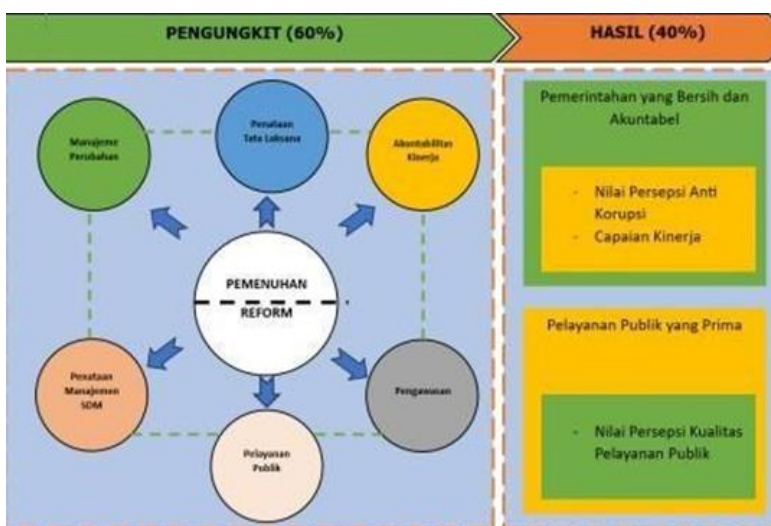 PENGUNGKIT (60%)
HASIL (40%)
Manajeme
Perubahan
Penataan
Tata Laksana
Akuntabilitas
Kinerja
PEMENUHAN
REFORM
Penataan
Manajemen
SDM
Pelayanan
Publik
Pengawasan
Pemerintahan yang Bersih dan
Akuntabel
- Nilai Persepsi Anti
Korupsi
- Capaian Kinerja
Pelayanan Publik yang Prima
- Nilai Persepsi Kualitas
Pelayanan Publik